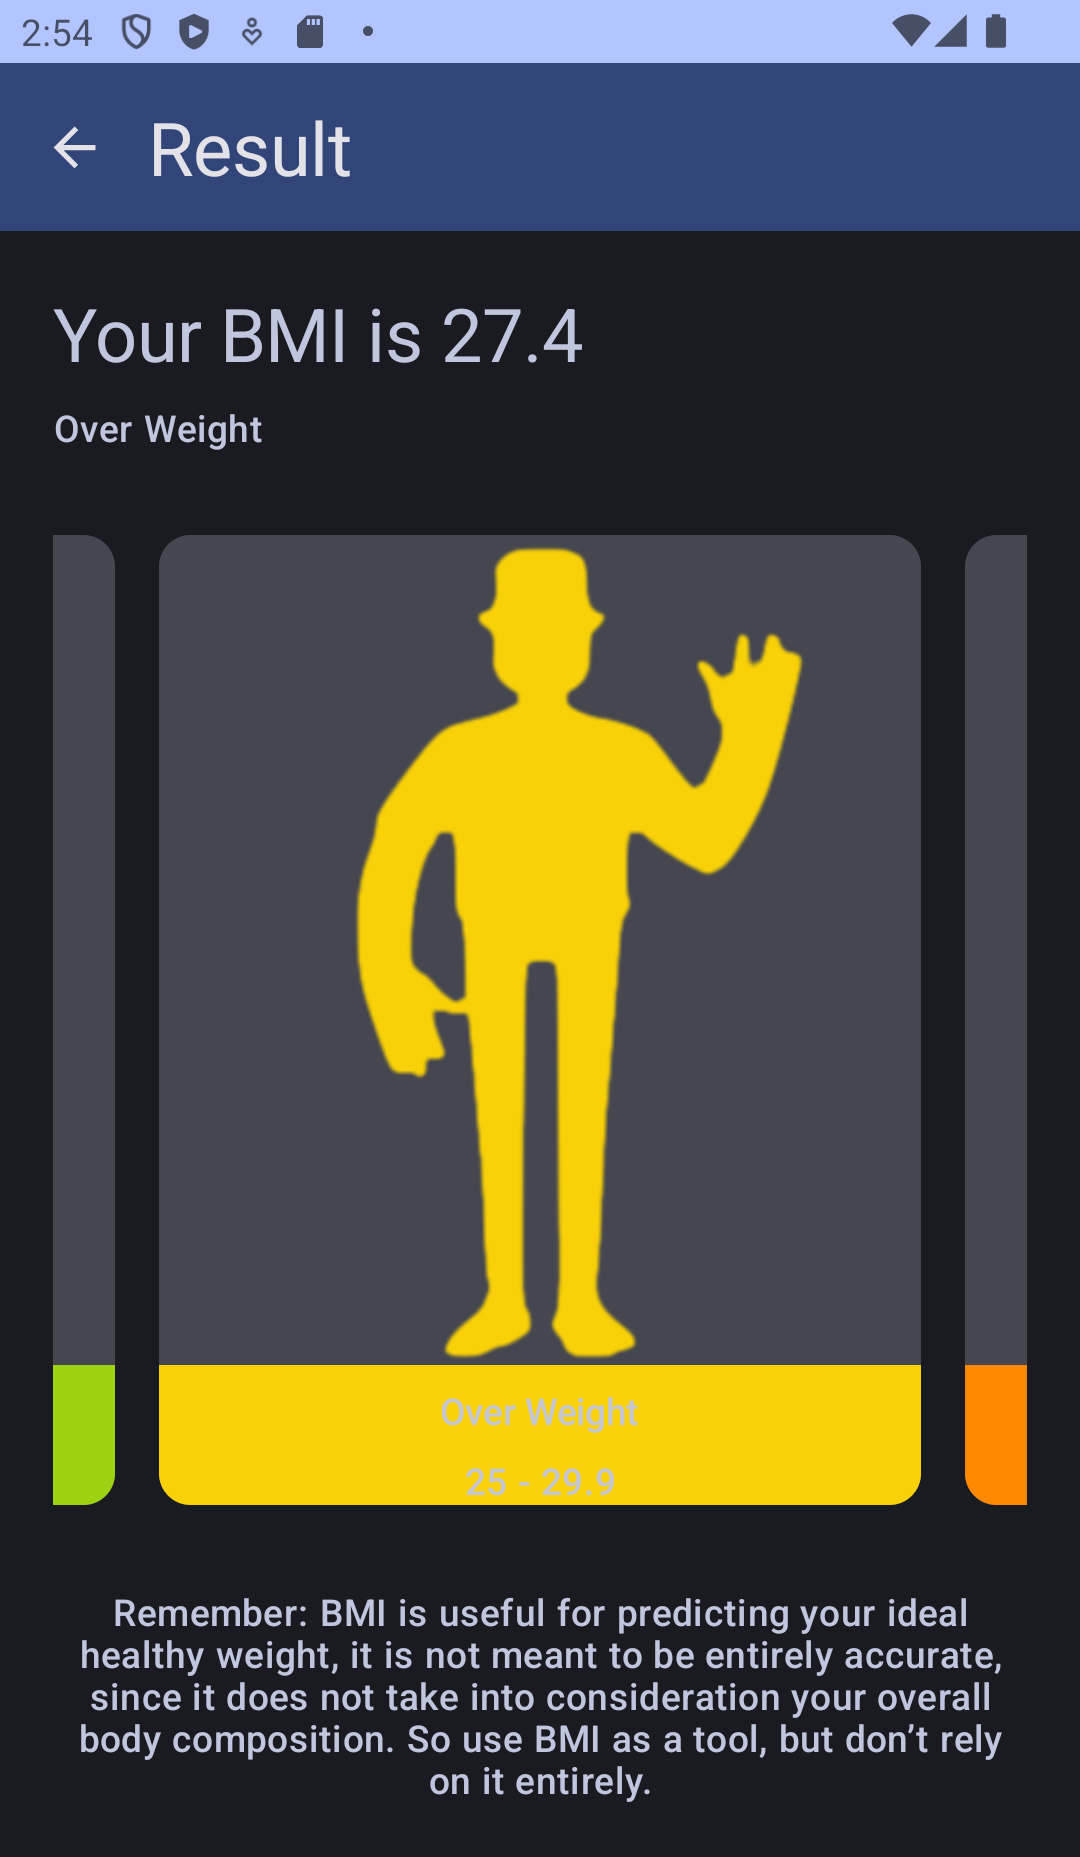 2:54
Result
Your BMI is 27.4
Over Weight
Over Weight
25 - 29.9
Remember: BMI is useful for predicting your ideal
healthy weight, it is not meant to be entirely accurate,
since it does not take into consideration your overall
body composition. So use BMI as a tool, but don’t rely
on it entirely.